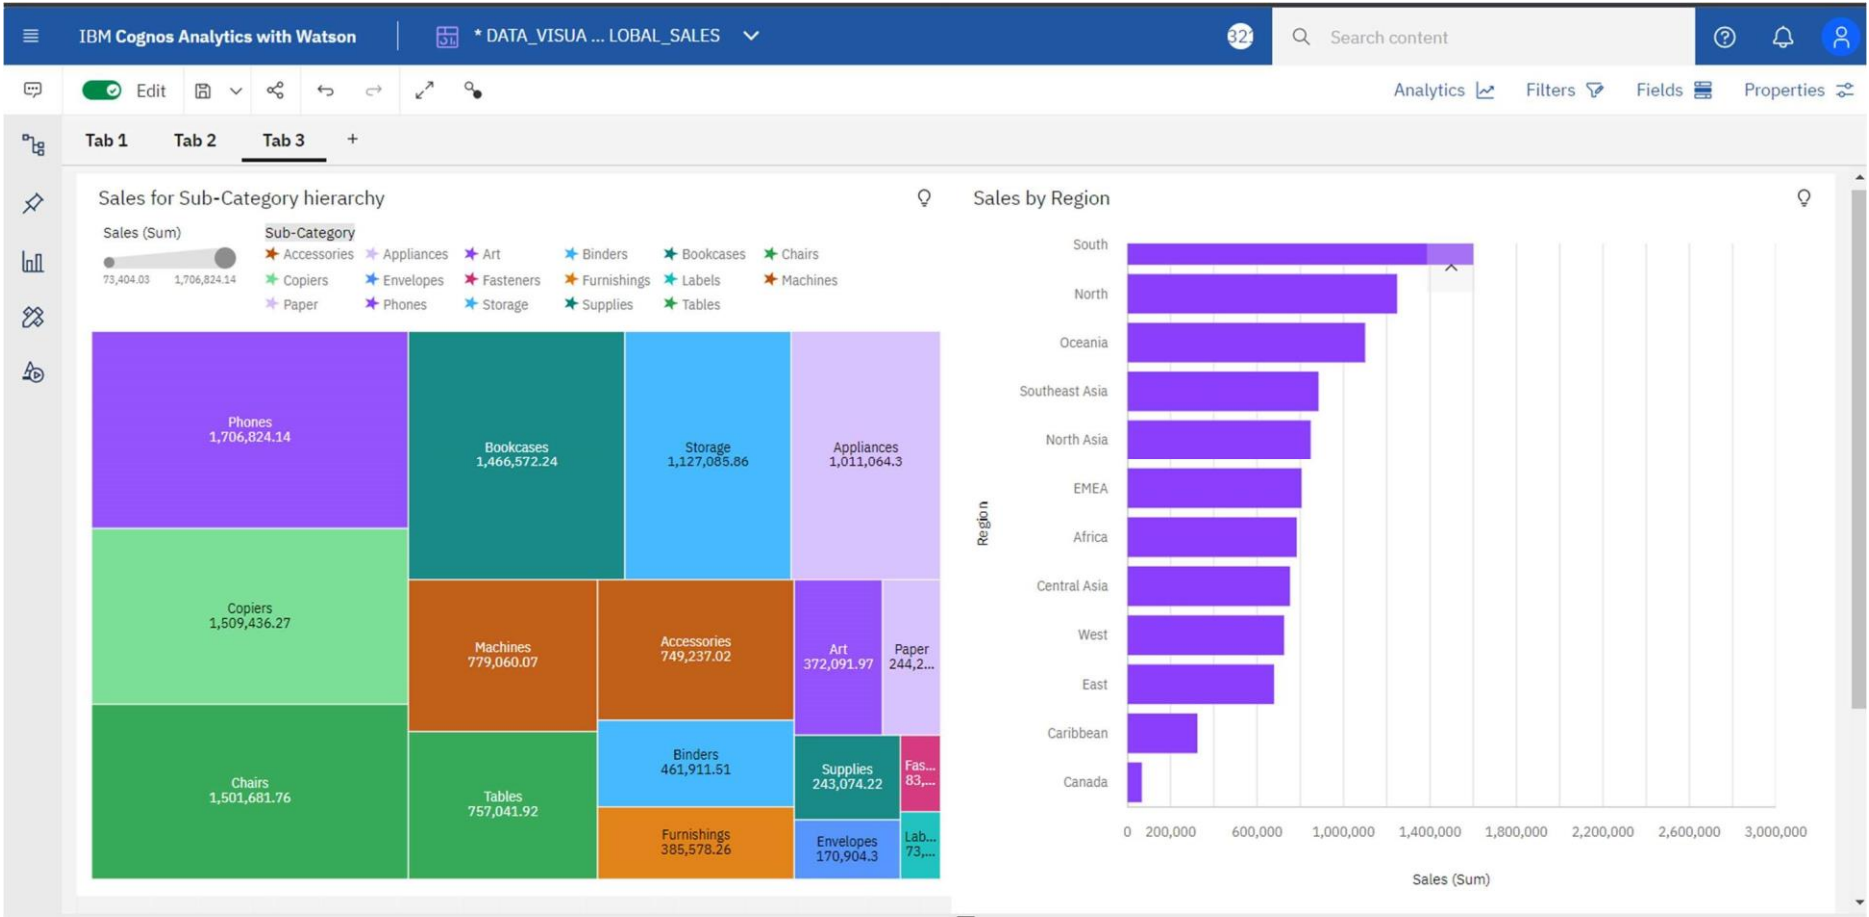 IBM Cognos Analytics with Watson
* DATA_VISUA ... LOBAL_SALES
Search content
Edit
Analytics
Filters
Fields
Properties
Tab 1
Tab 2
Tab 3
+
Sales for Sub-Category hierarchy
Sales (Sum)
73,404.03 1,706,824.14
Sub-Category
Accessories Appliances Art Binders Bookcases Chairs
Copiers Envelopes Fasteners Furnishings Labels Machines
Paper Phones Storage Supplies Tables
Phones
1,706,824.14
Copiers
1,509,436.27
Chairs
1,501,681.76
Bookcases
1,466,572.24
Storage
1,127,085.86
Appliances
1,011,064.3
Machines
779,060.07
Tables
757,041.92
Accessories
749,237.02
Binders
461,911.51
Furnishings
385,578.26
Art
372,091.97
Paper
244,2...
Supplies
243,074.22
Envelopes
170,904.3
Fas...
83,...
Lab...
73,...
Sales by Region
Region
South
North
Oceania
Southeast Asia
North Asia
EMEA
Africa
Central Asia
West
East
Caribbean
Canada
0 200,000 600,000 1,000,000 1,400,000 1,800,000 2,200,000 2,600,000 3,000,000
Sales (Sum)